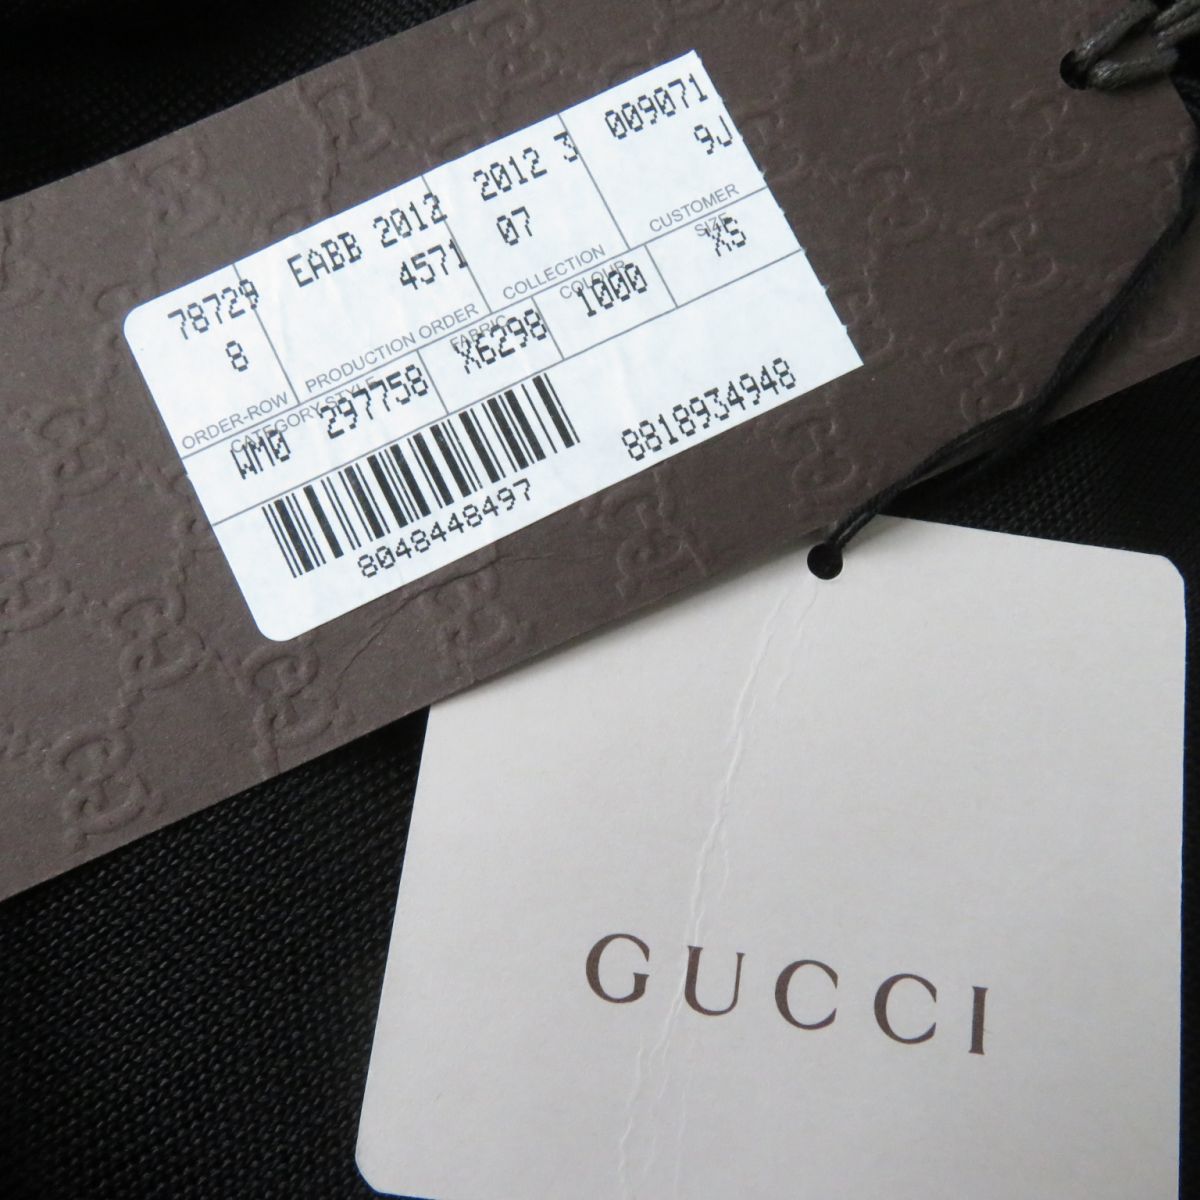 78729 EABB 2012 2012 3 009071
8 4571 07 9J
ORDER-ROW PRODUCTION ORDER COLLECTION CUSTOMER
CATEGORY STYLE FABRIC COLOUR SIZE
WM0 297758 X6298 1000 XS
8048448497 8818934948
GUCCI